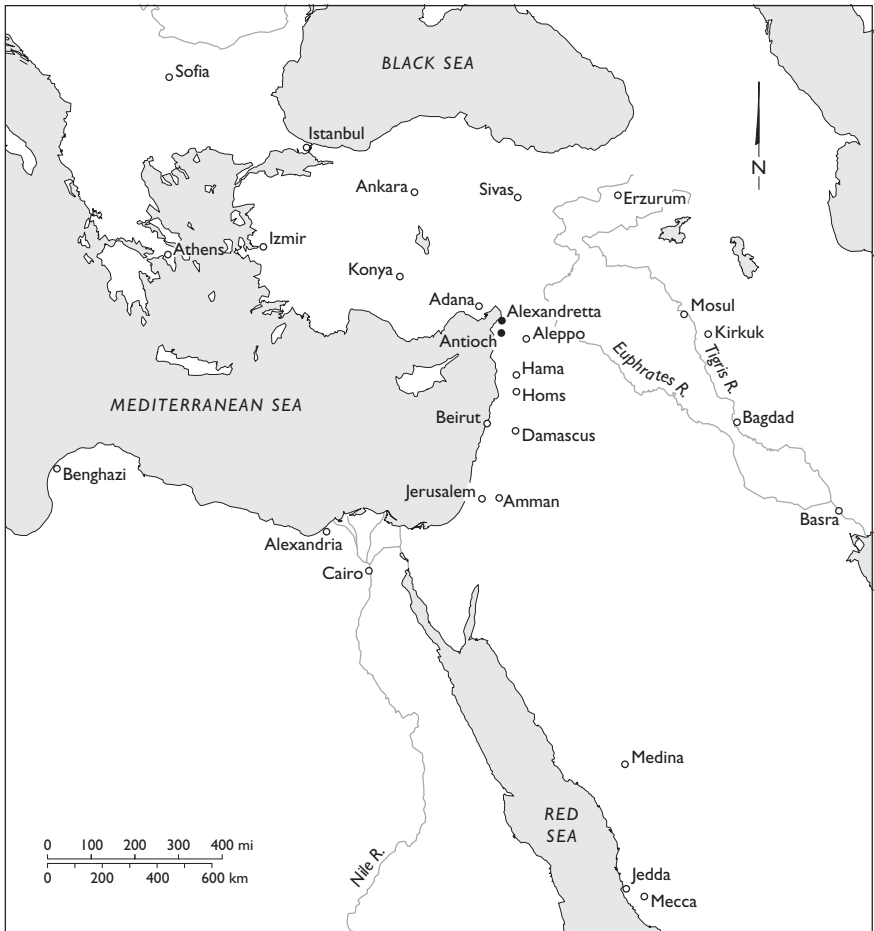 BLACK SEA
Sofia
Istanbul
N
Ankara
Sivas
Erzurum
Athens
Izmir
Konya
Adana
Alexandretta
Mosul
Antioch
Aleppo
Kirkuk
Euphrates R.
Tigris R.
Hama
Homs
MEDITERRANEAN SEA
Beirut
Bagdad
Damascus
Benghazi
Jerusalem
Amman
Basra
Alexandria
Cairo
Medina
RED
SEA
0 100 200 300 400 mi
0 200 400 600 km
Nile R.
Jedda
Mecca